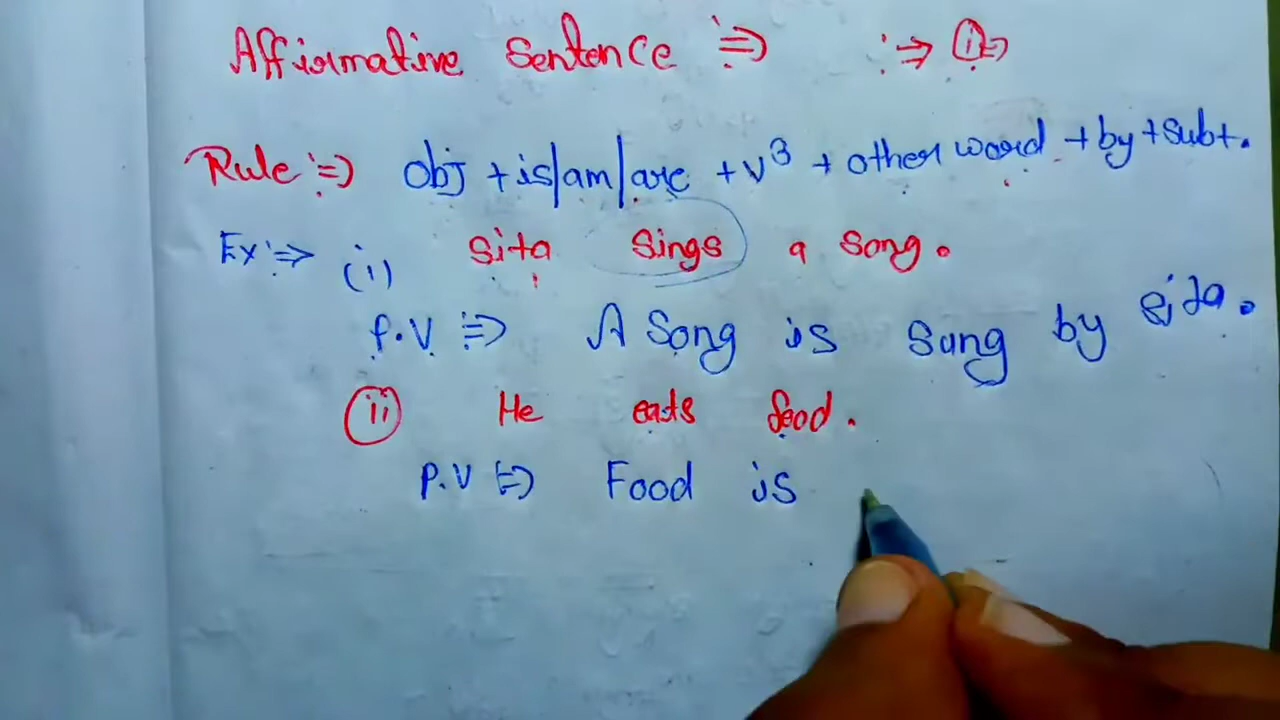 Affirmative Sentence ⇒ : ⇒ (i) ⇒
Rule ⇒ Obj + is/am/are + v³ + other word + by + subt.
Ex ⇒ (i) Sita Sings a Song.
P.V ⇒ A Song is Sung by Sita.
(ii) He eats food.
P.V ⇒ Food is